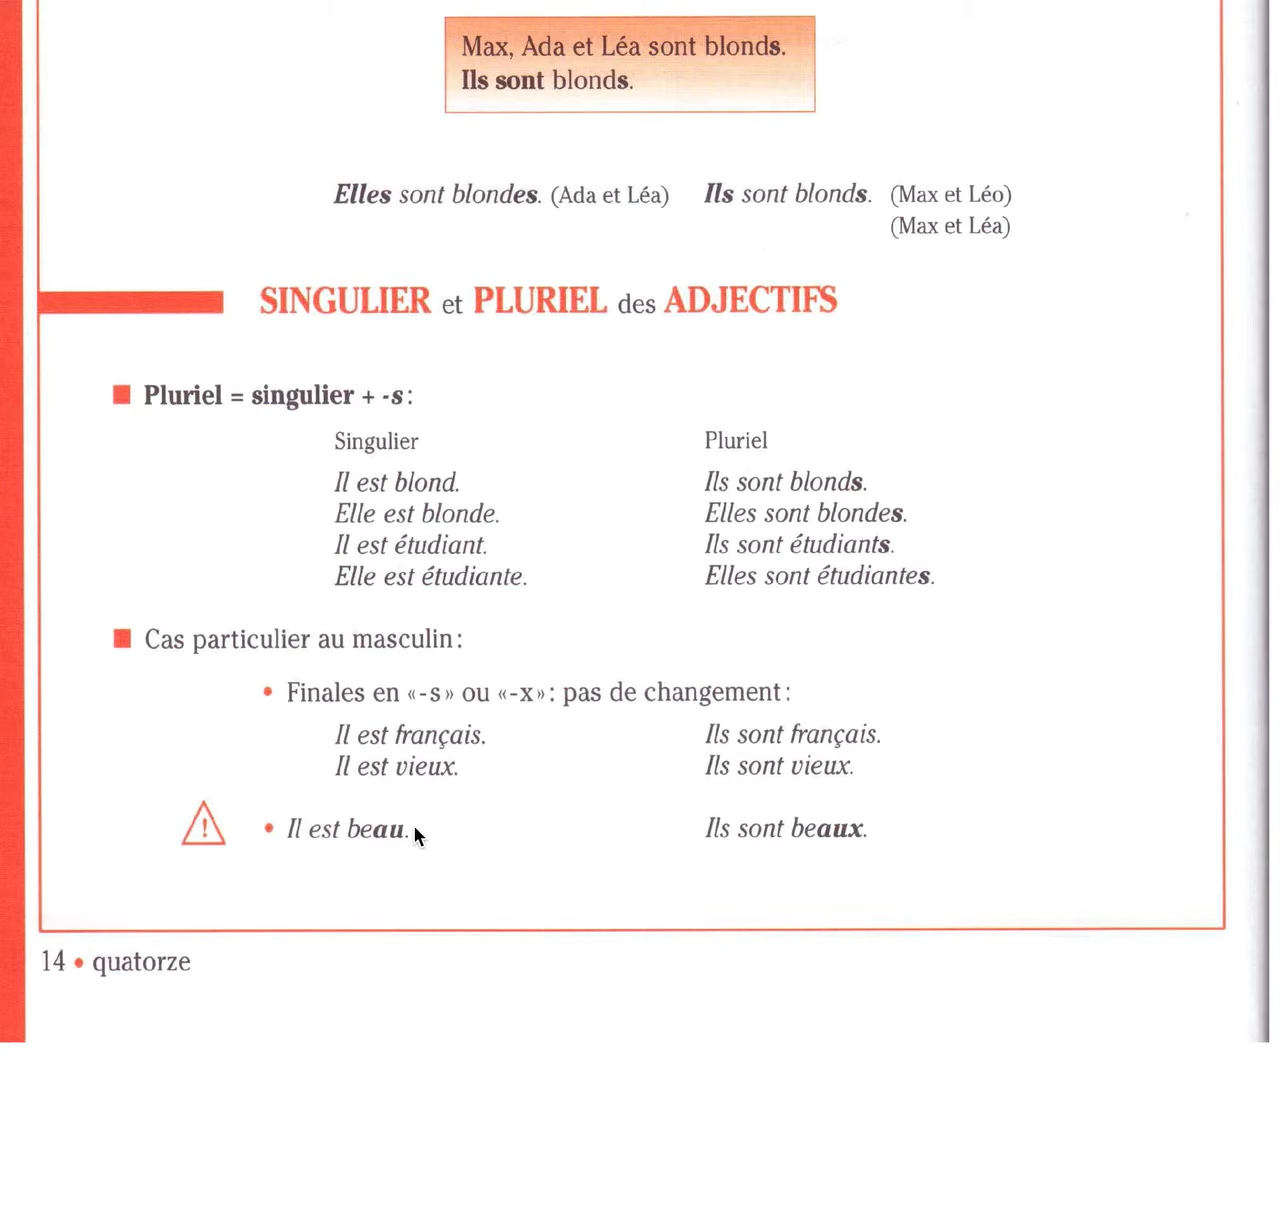 Max, Ada et Léa sont blonds.
Ils sont blonds.
Elles sont blondes. (Ada et Léa) Ils sont blonds. (Max et Léo)
(Max et Léa)
SINGULIER et PLURIEL des ADJECTIFS
Pluriel = singulier + -s :
Singulier Pluriel
Il est blond. Ils sont blonds.
Elle est blonde. Elles sont blondes.
Il est étudiant. Ils sont étudiants.
Elle est étudiante. Elles sont étudiantes.
Cas particulier au masculin :
• Finales en «-s» ou «-x» : pas de changement :
Il est français. Ils sont français.
Il est vieux. Ils sont vieux.
! • Il est beau. Ils sont beaux.
14 • quatorze